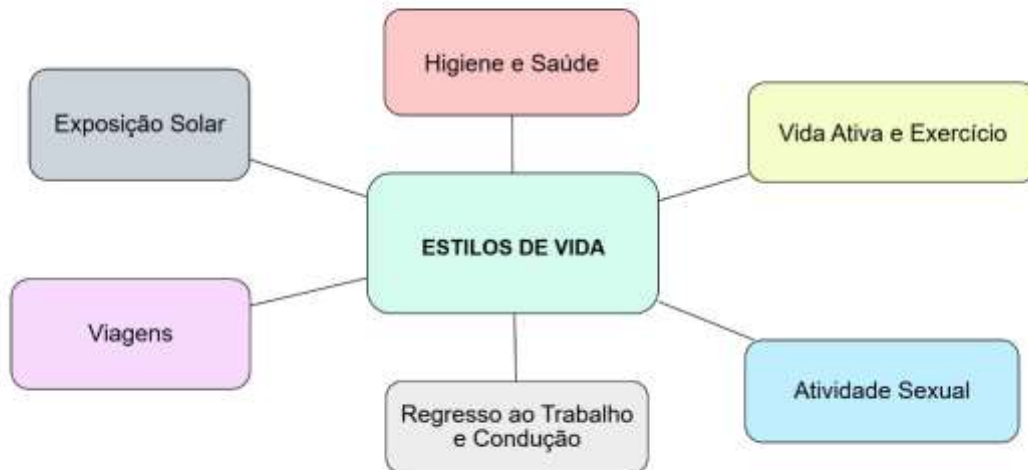 Higiene e Saúde
Exposição Solar
Vida Ativa e Exercício
ESTILOS DE VIDA
Viagens
Atividade Sexual
Regresso ao Trabalho
e Condução